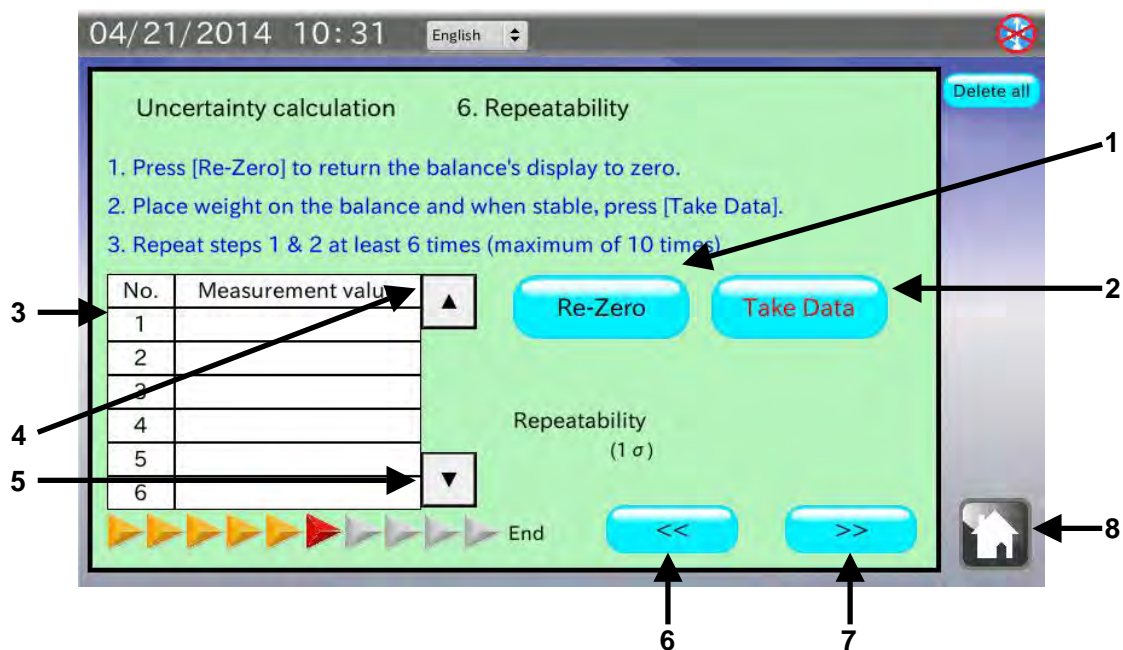 04/21/2014 10:31 English
Delete all
Uncertainty calculation 6. Repeatability
1. Press [Re-Zero] to return the balance's display to zero.
2. Place weight on the balance and when stable, press [Take Data].
3. Repeat steps 1 & 2 at least 6 times (maximum of 10 times)
No. Measurement value
1
2
3
4
5
6
▲
▼
Re-Zero
Take Data
Repeatability
(1 σ)
End
<<
>>
1
2
3
4
5
6
7
8